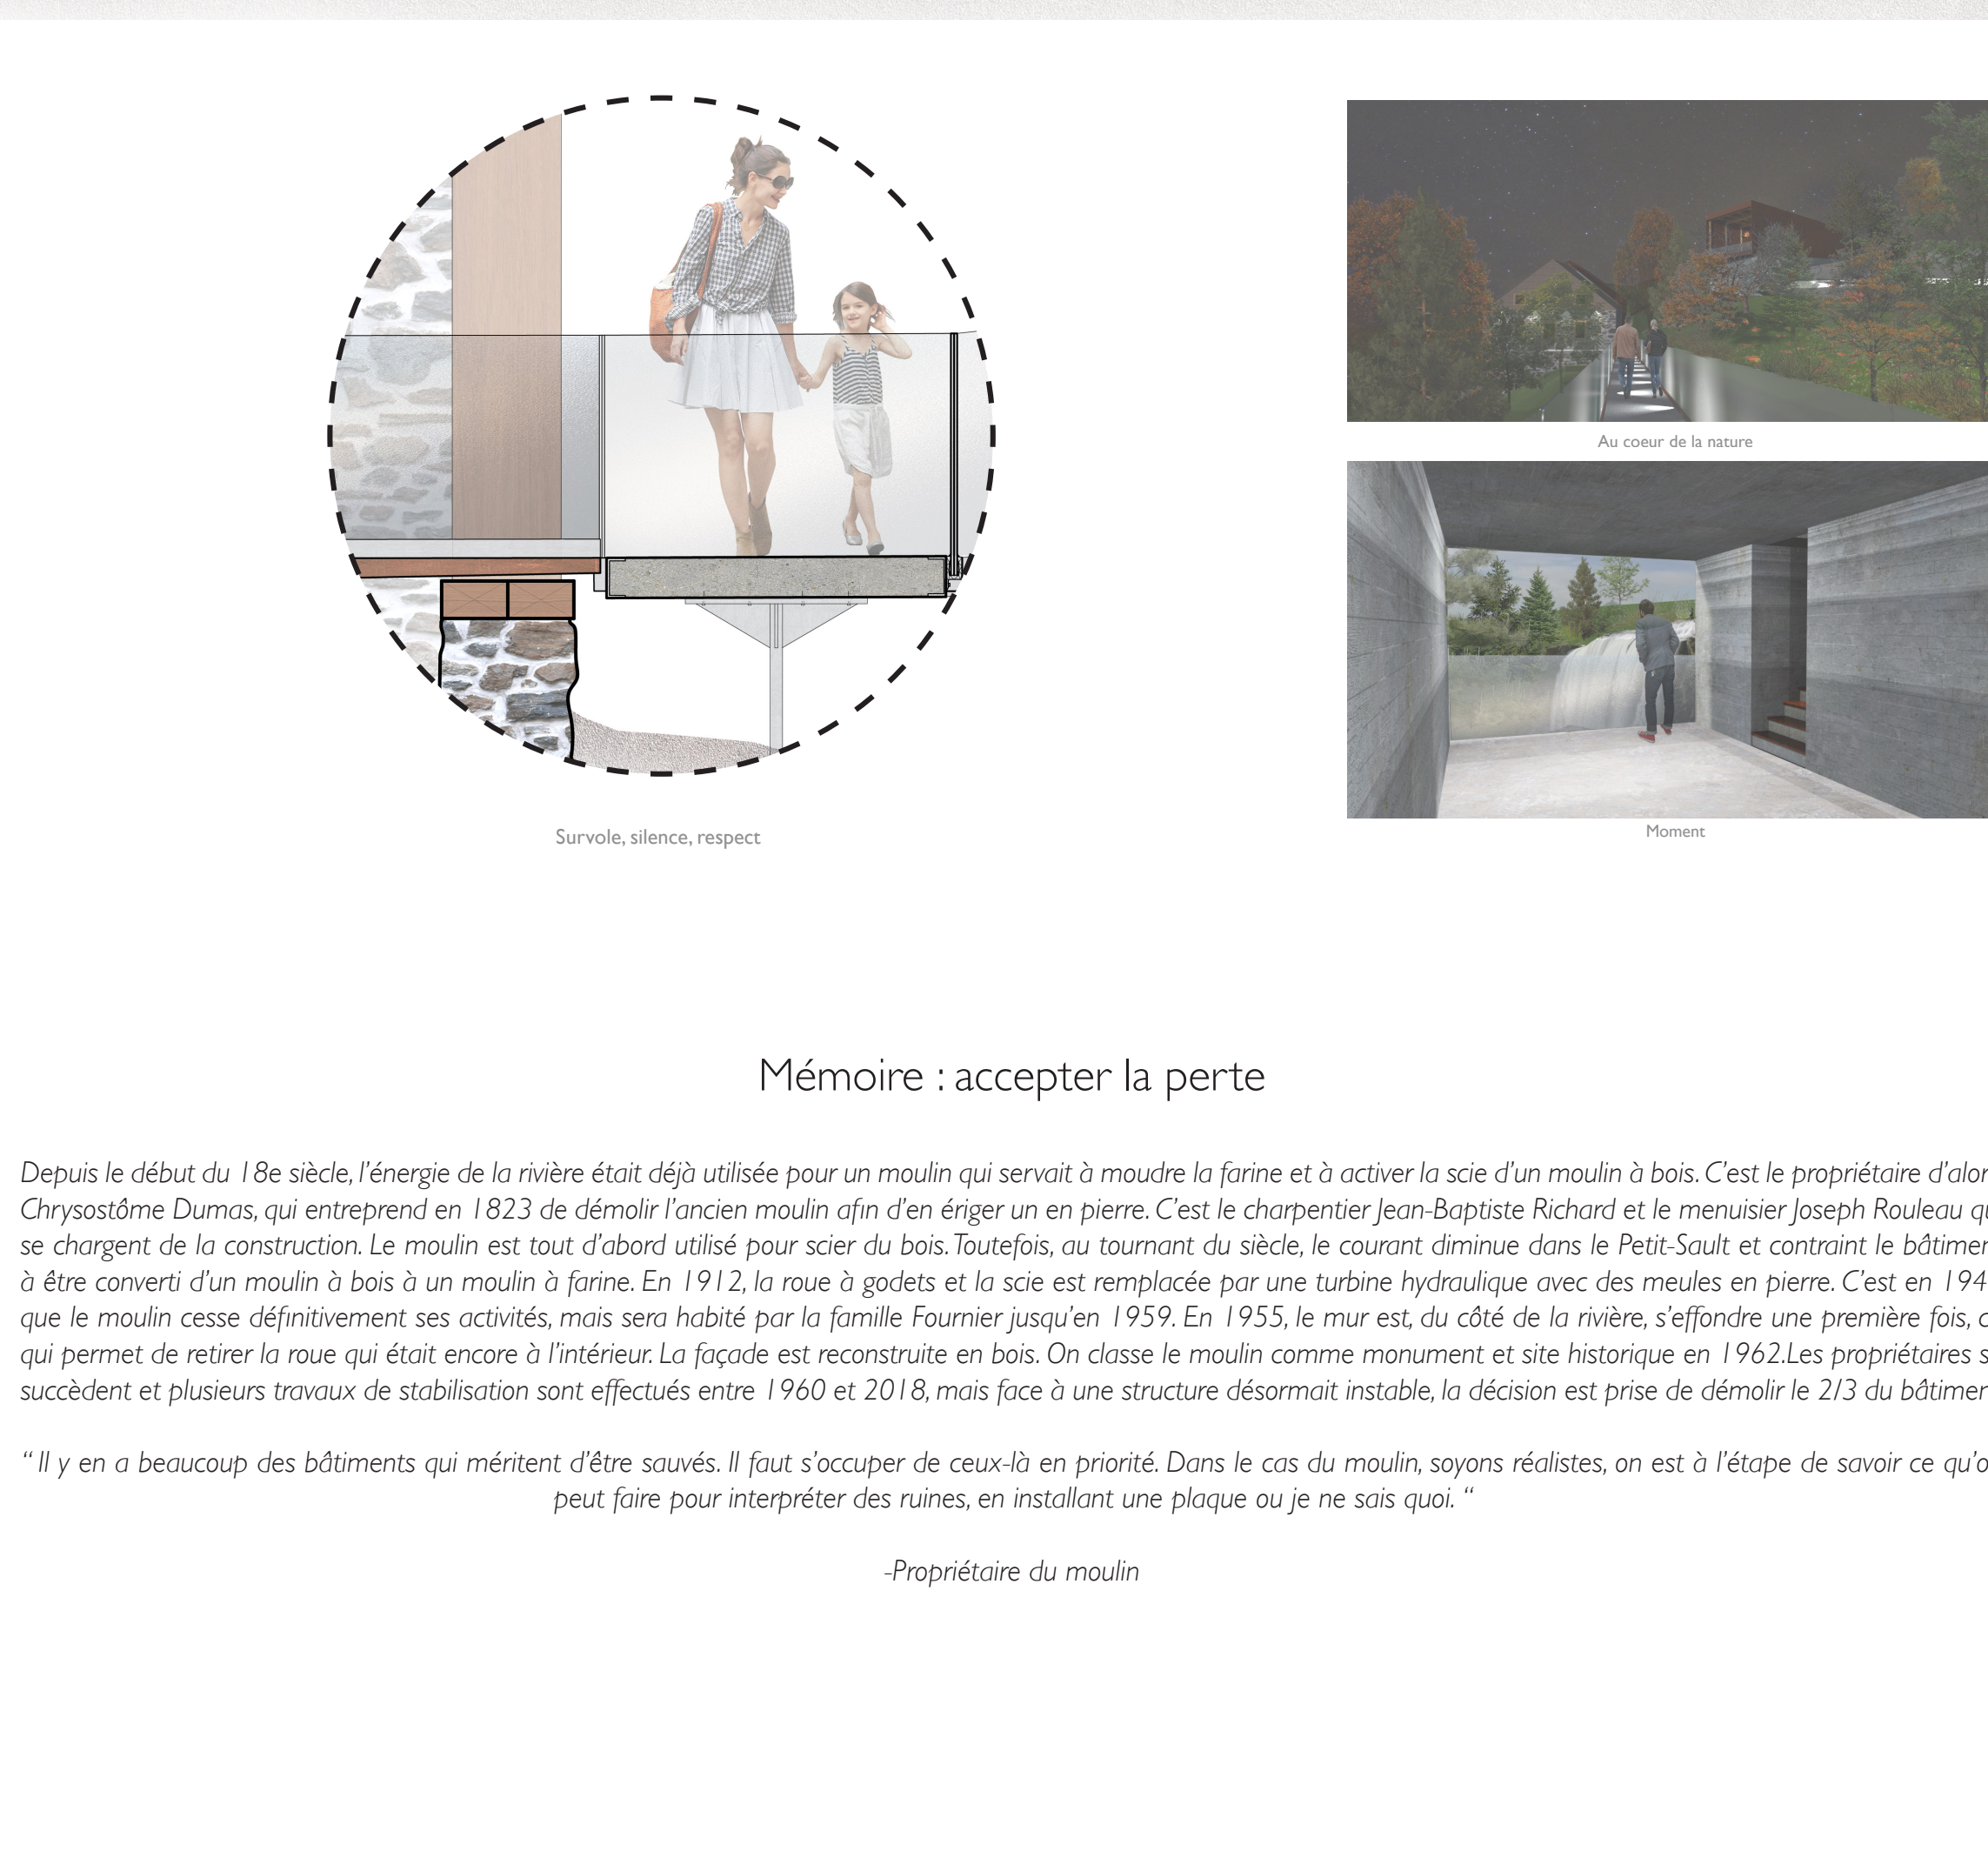 Au coeur de la nature
Survole, silence, respect
Moment
Mémoire : accepter la perte
Depuis le début du 18e siècle, l’énergie de la rivière était déjà utilisée pour un moulin qui servait à moudre la farine et à activer la scie d’un moulin à bois. C’est le propriétaire
Chrysostôme Dumas, qui entreprend en 1823 de démolir l’ancien moulin afin d’en ériger un en pierre. C’est le charpentier Jean-Baptiste Richard et le menuisier Joseph Rouleau
se chargent de la construction. Le moulin est tout d’abord utilisé pour scier du bois. Toutefois, au tournant du siècle, le courant diminue dans le Petit-Sault et contraint le
à être converti d’un moulin à bois à un moulin à farine. En 1912, la roue à godets et la scie est remplacée par une turbine hydraulique avec des meules en pierre. C’est en
que le moulin cesse définitivement ses activités, mais sera habité par la famille Fournier jusqu’en 1959. En 1955, le mur est, du côté de la rivière, s’effondre une première fois,
qui permet de retirer la roue qui était encore à l’intérieur. La façade est reconstruite en bois. On classe le moulin comme monument et site historique en 1962.Les propriétaires
succèdent et plusieurs travaux de stabilisation sont effectués entre 1960 et 2018, mais face à une structure désormait instable, la décision est prise de démolir le 2/3 du
“ Il y en a beaucoup des bâtiments qui méritent d’être sauvés. Il faut s’occuper de ceux-là en priorité. Dans le cas du moulin, soyons réalistes, on est à l’étape de savoir ce
peut faire pour interpréter des ruines, en installant une plaque ou je ne sais quoi. “
-Propriétaire du moulin